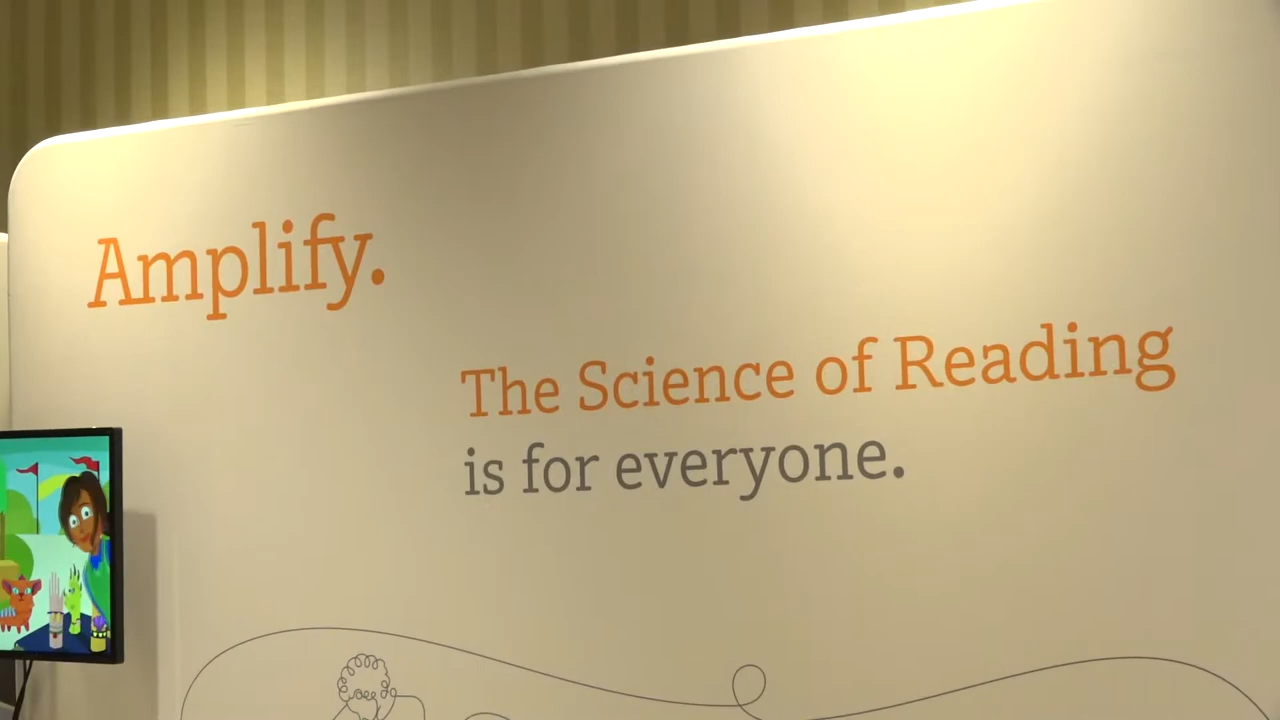 Amplify.
The Science of Reading
is for everyone.